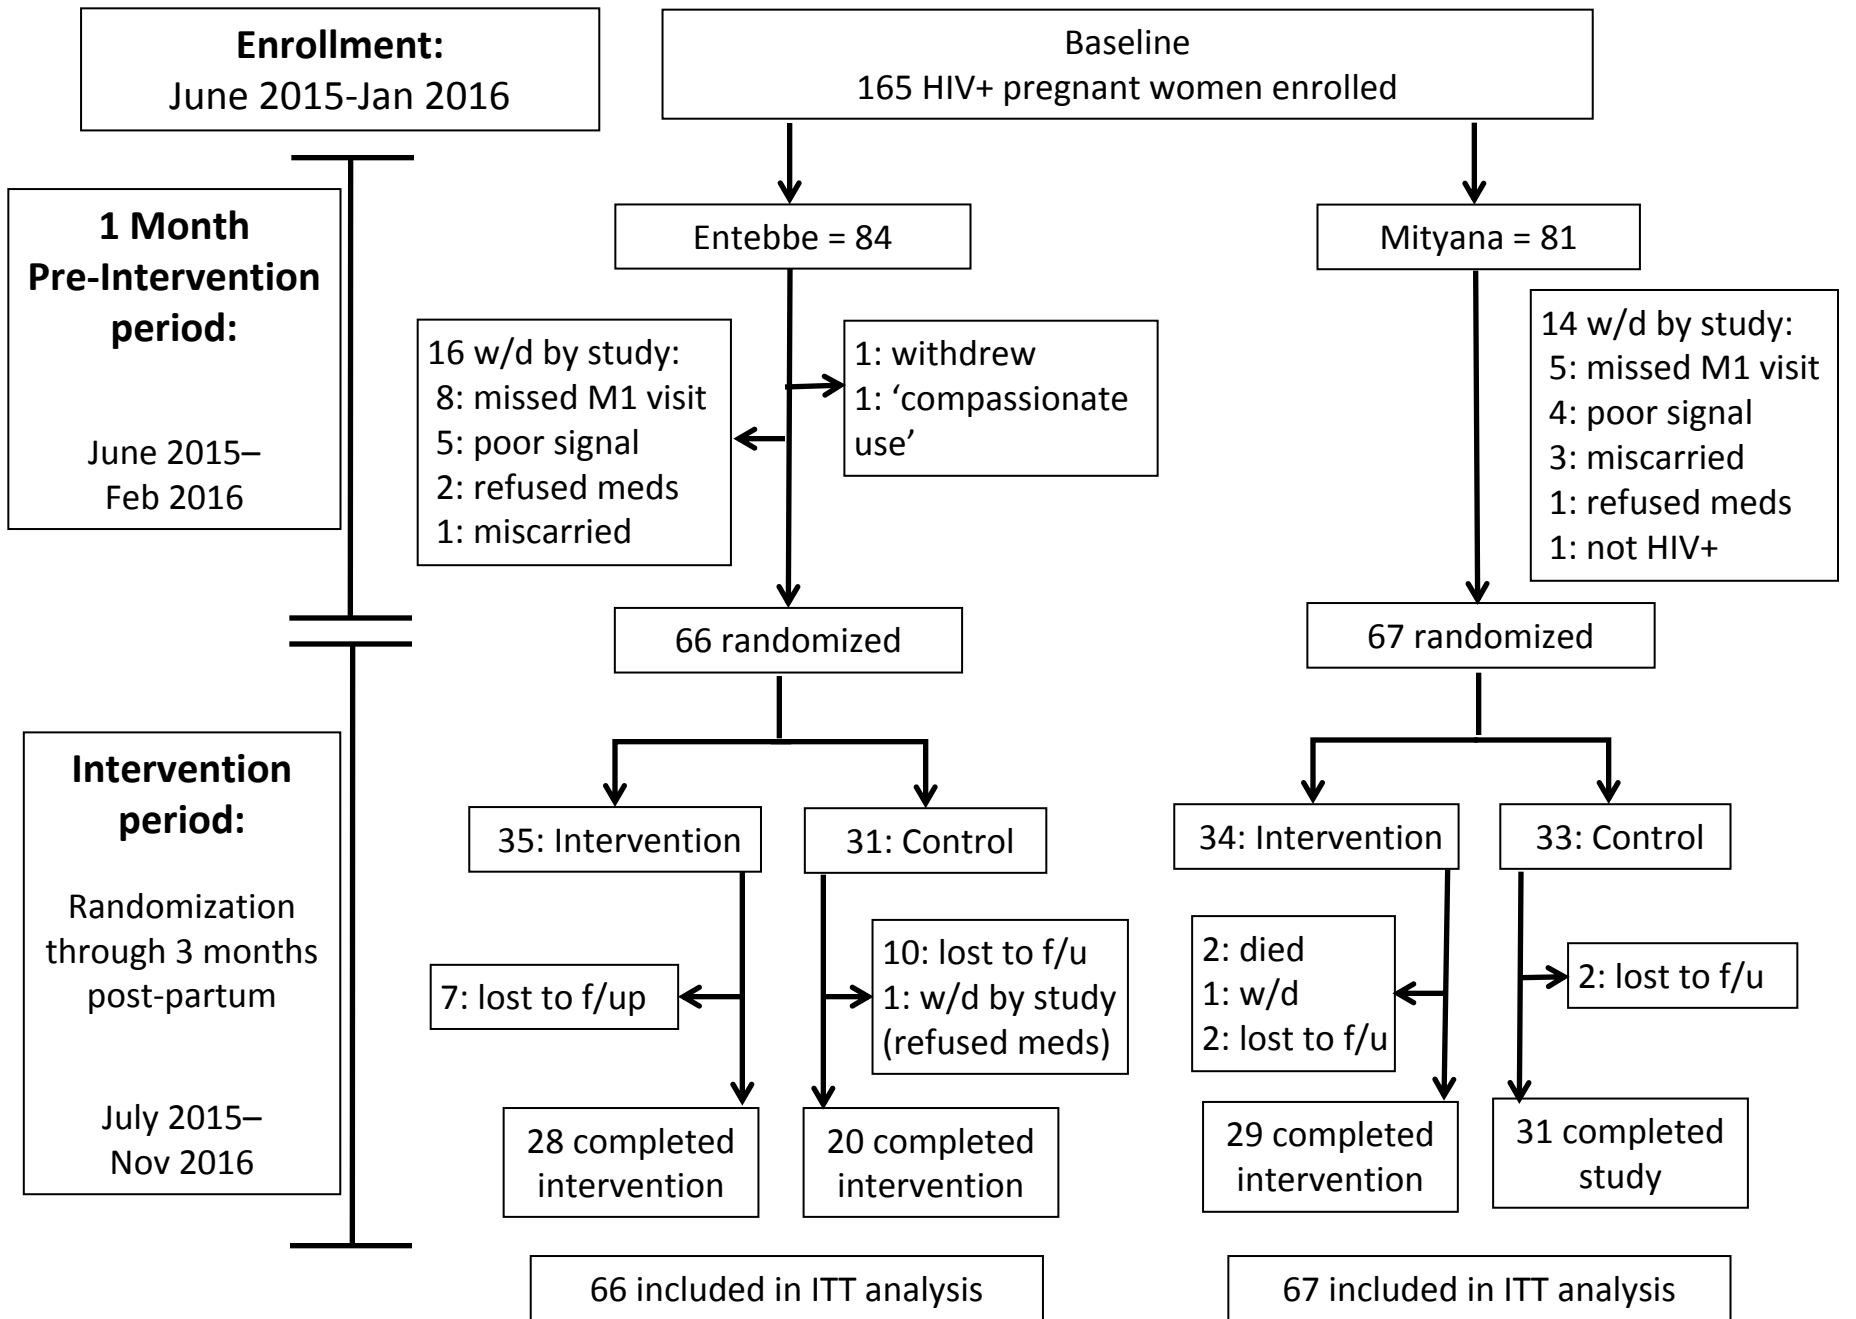 Enrollment:
June 2015-Jan 2016
Baseline
165 HIV+ pregnant women enrolled
1 Month
Pre-Intervention
period:
June 2015–
Feb 2016
Entebbe = 84
Mityana = 81
16 w/d by study:
8: missed M1 visit
5: poor signal
2: refused meds
1: miscarried
1: withdrew
1: ‘compassionate
use’
14 w/d by study:
5: missed M1 visit
4: poor signal
3: miscarried
1: refused meds
1: not HIV+
66 randomized
67 randomized
Intervention
period:
Randomization
through 3 months
post-partum
July 2015–
Nov 2016
35: Intervention
31: Control
34: Intervention
33: Control
7: lost to f/up
10: lost to f/u
1: w/d by study
(refused meds)
2: died
1: w/d
2: lost to f/u
2: lost to f/u
28 completed
intervention
20 completed
intervention
29 completed
intervention
31 completed
study
66 included in ITT analysis
67 included in ITT analysis